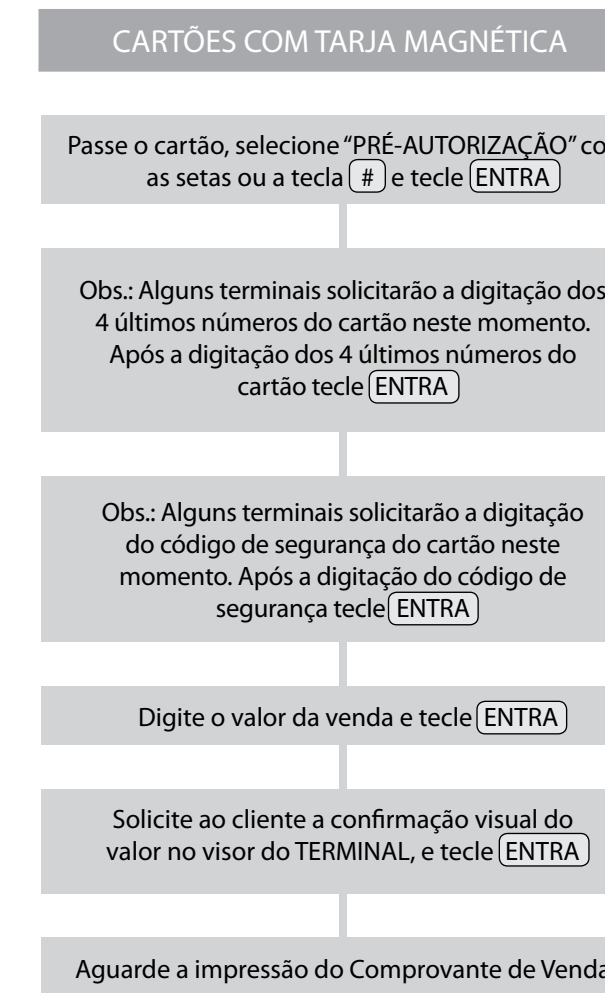 CARTÕES COM TARJA MAGNÉTICA
Passe o cartão, selecione “PRÉ-AUTORIZAÇÃO” co
as setas ou a tecla # e tecle ENTRA
Obs.: Alguns terminais solicitarão a digitação dos
4 últimos números do cartão neste momento.
Após a digitação dos 4 últimos números do
cartão tecle ENTRA
Obs.: Alguns terminais solicitarão a digitação
do código de segurança do cartão neste
momento. Após a digitação do código de
segurança tecle ENTRA
Digite o valor da venda e tecle ENTRA
Solicite ao cliente a confirmação visual do
valor no visor do TERMINAL, e tecle ENTRA
Aguarde a impressão do Comprovante de Venda